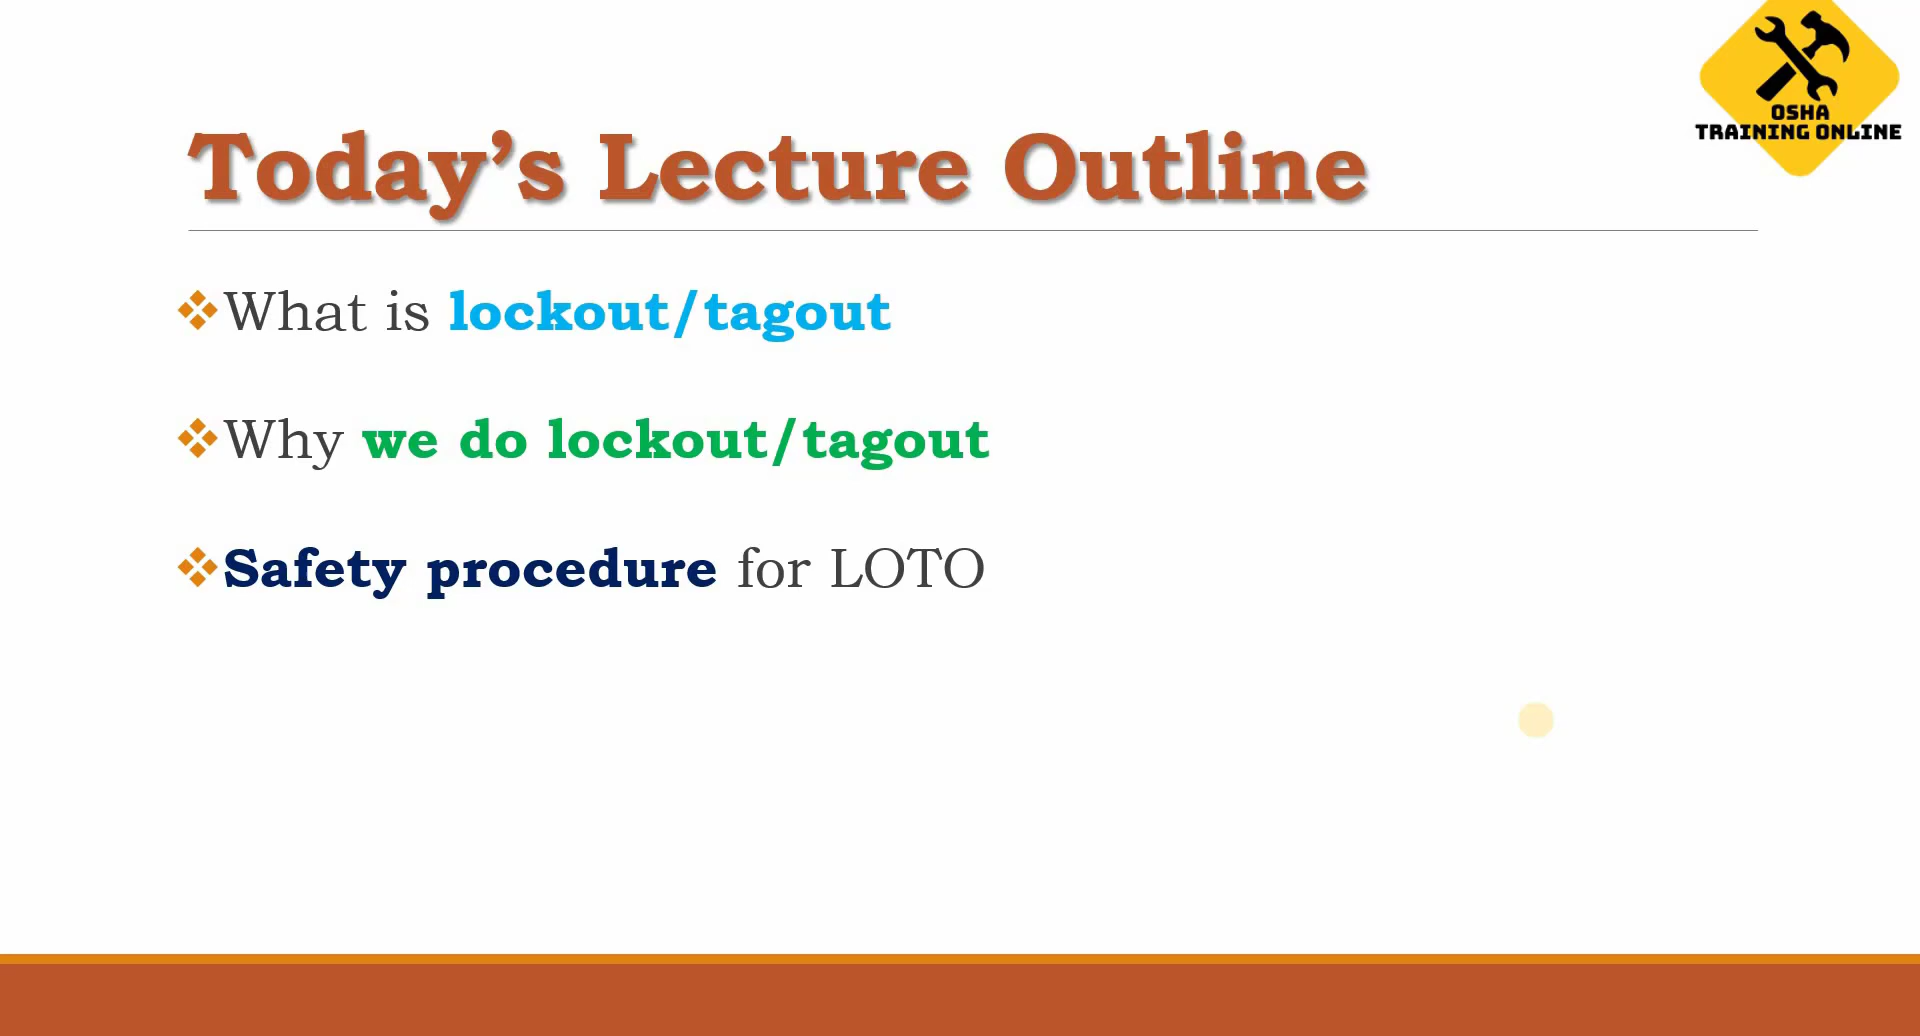 OSHA
TRAINING ONLINE
Today’s Lecture Outline
What is lockout/tagout
Why we do lockout/tagout
Safety procedure for LOTO